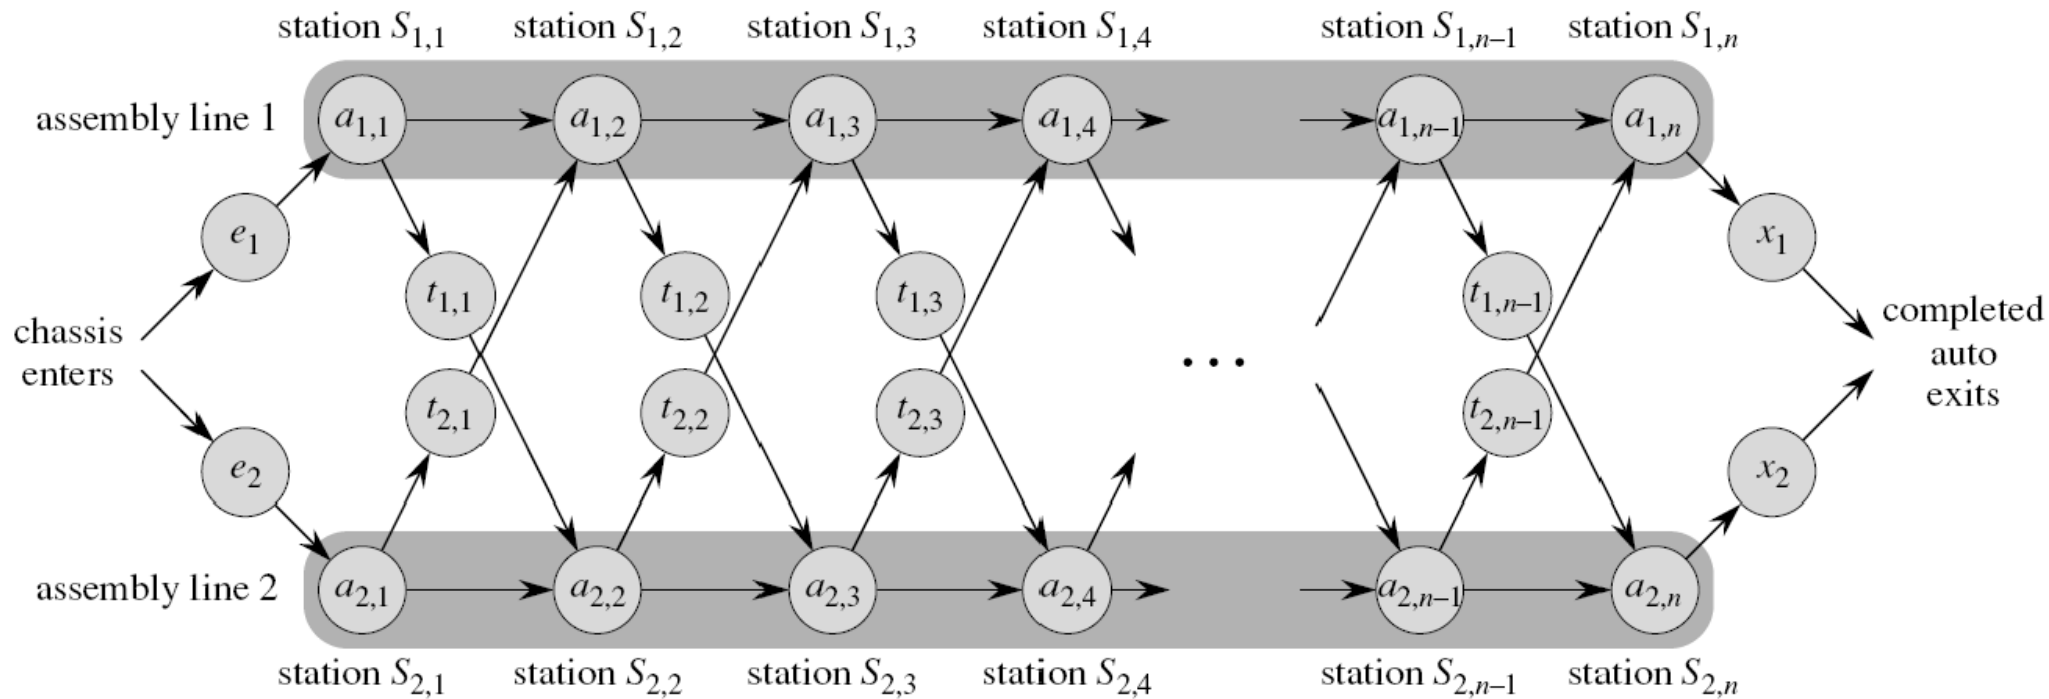 station S1,1 station S1,2 station S1,3 station S1,4 station S1,n–1 station S1,n
assembly line 1 a1,1 a1,2 a1,3 a1,4 a1,n–1 a1,n
e1 x1
t1,1 t1,2 t1,3 t1,n–1
chassis
enters
...
completed
auto
exits
t2,1 t2,2 t2,3 t2,n–1
e2 x2
assembly line 2 a2,1 a2,2 a2,3 a2,4 a2,n–1 a2,n
station S2,1 station S2,2 station S2,3 station S2,4 station S2,n–1 station S2,n